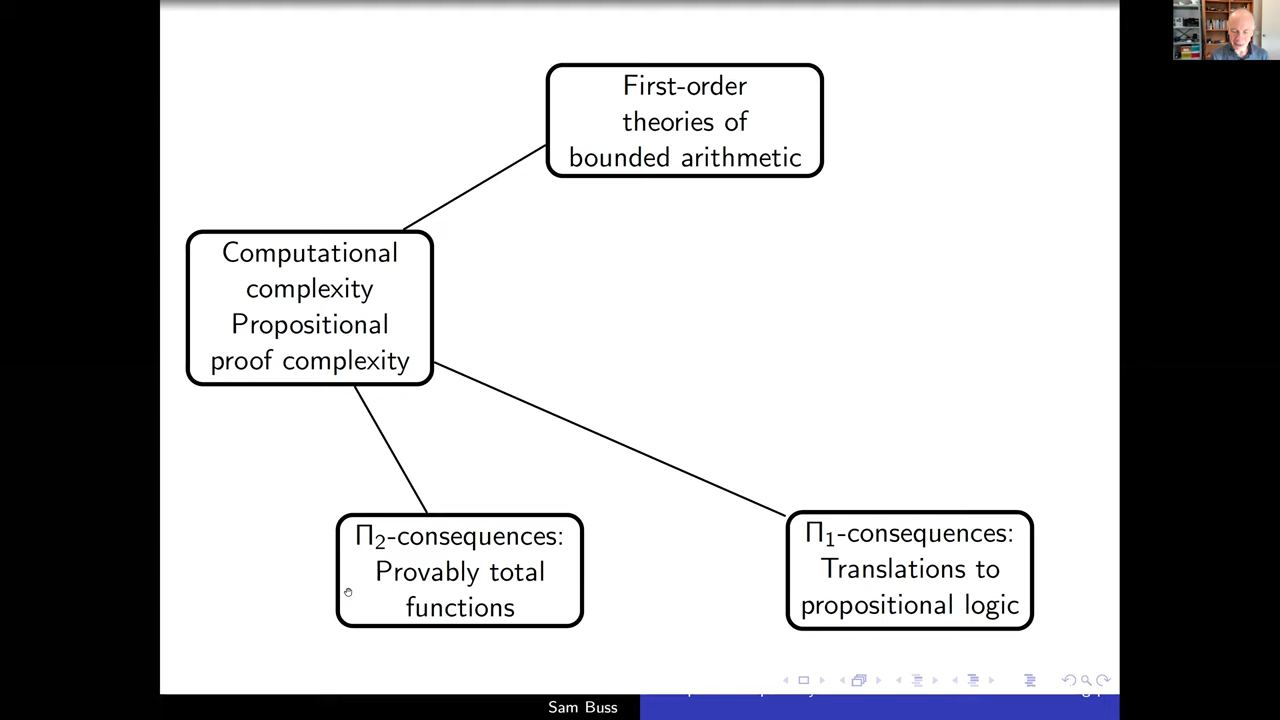 First-order
theories of
bounded arithmetic
Computational
complexity
Propositional
proof complexity
Π₂-consequences:
Provably total
functions
Π₁-consequences:
Translations to
propositional logic
Sam Buss